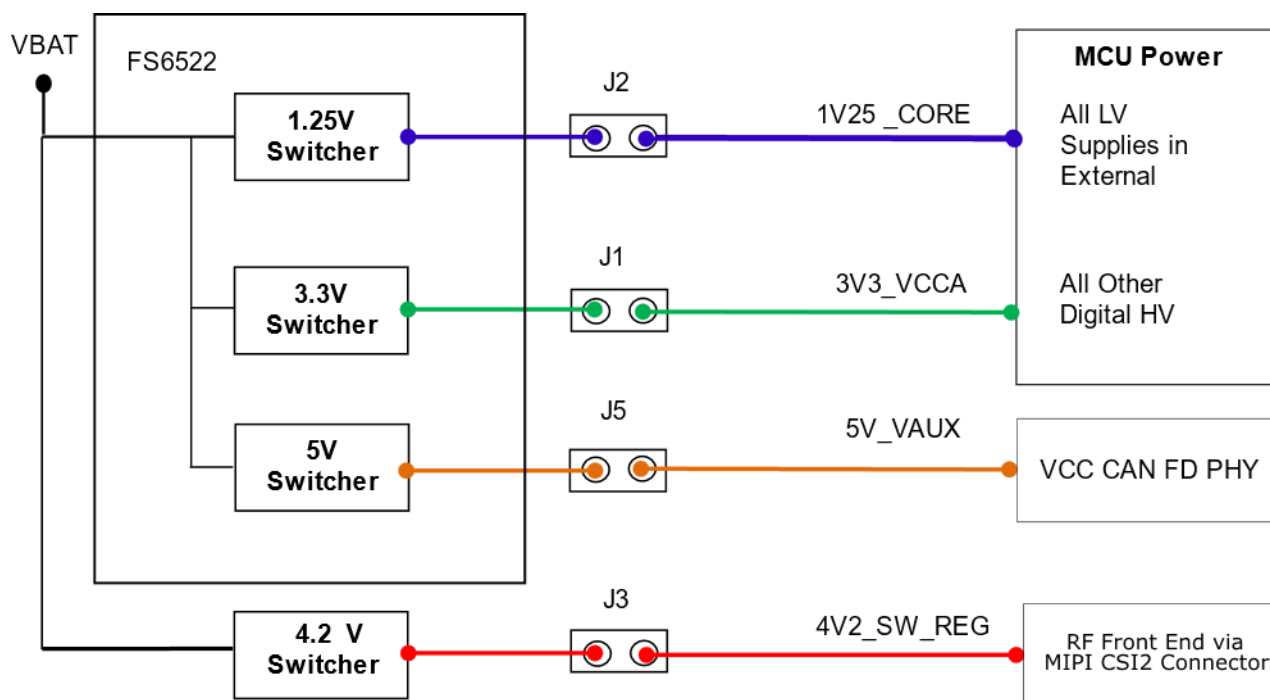 VBAT
FS6522
1.25V
Switcher
J2
1V25 _CORE
MCU Power
All LV
Supplies in
External
3.3V
Switcher
J1
3V3_VCCA
All Other
Digital HV
5V
Switcher
J5
5V_VAUX
VCC CAN FD PHY
4.2 V
Switcher
J3
4V2_SW_REG
RF Front End via
MIPI CSI2 Connector